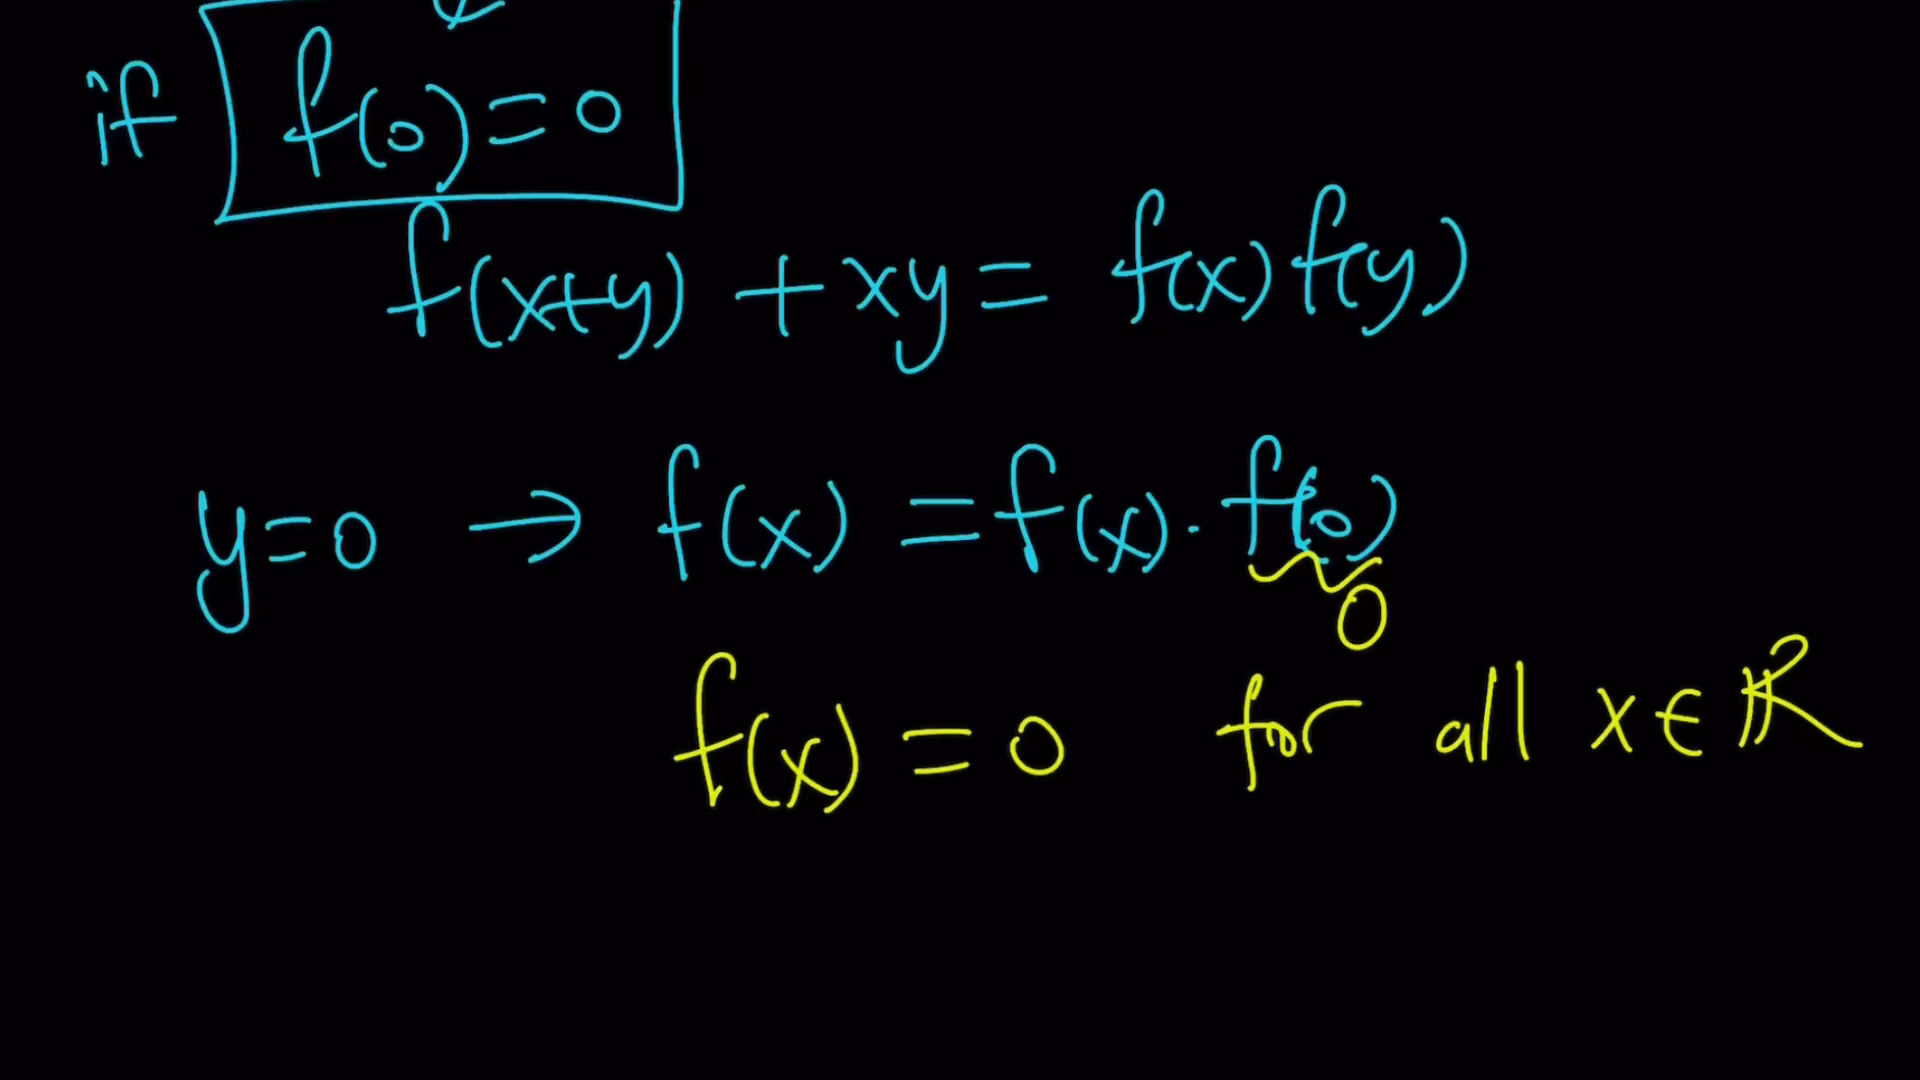 if f(0)=0
f(x+y) + xy = f(x) f(y)
y=0 → f(x) = f(x) · f(0)
0
f(x) = 0 for all x ∈ ℝ